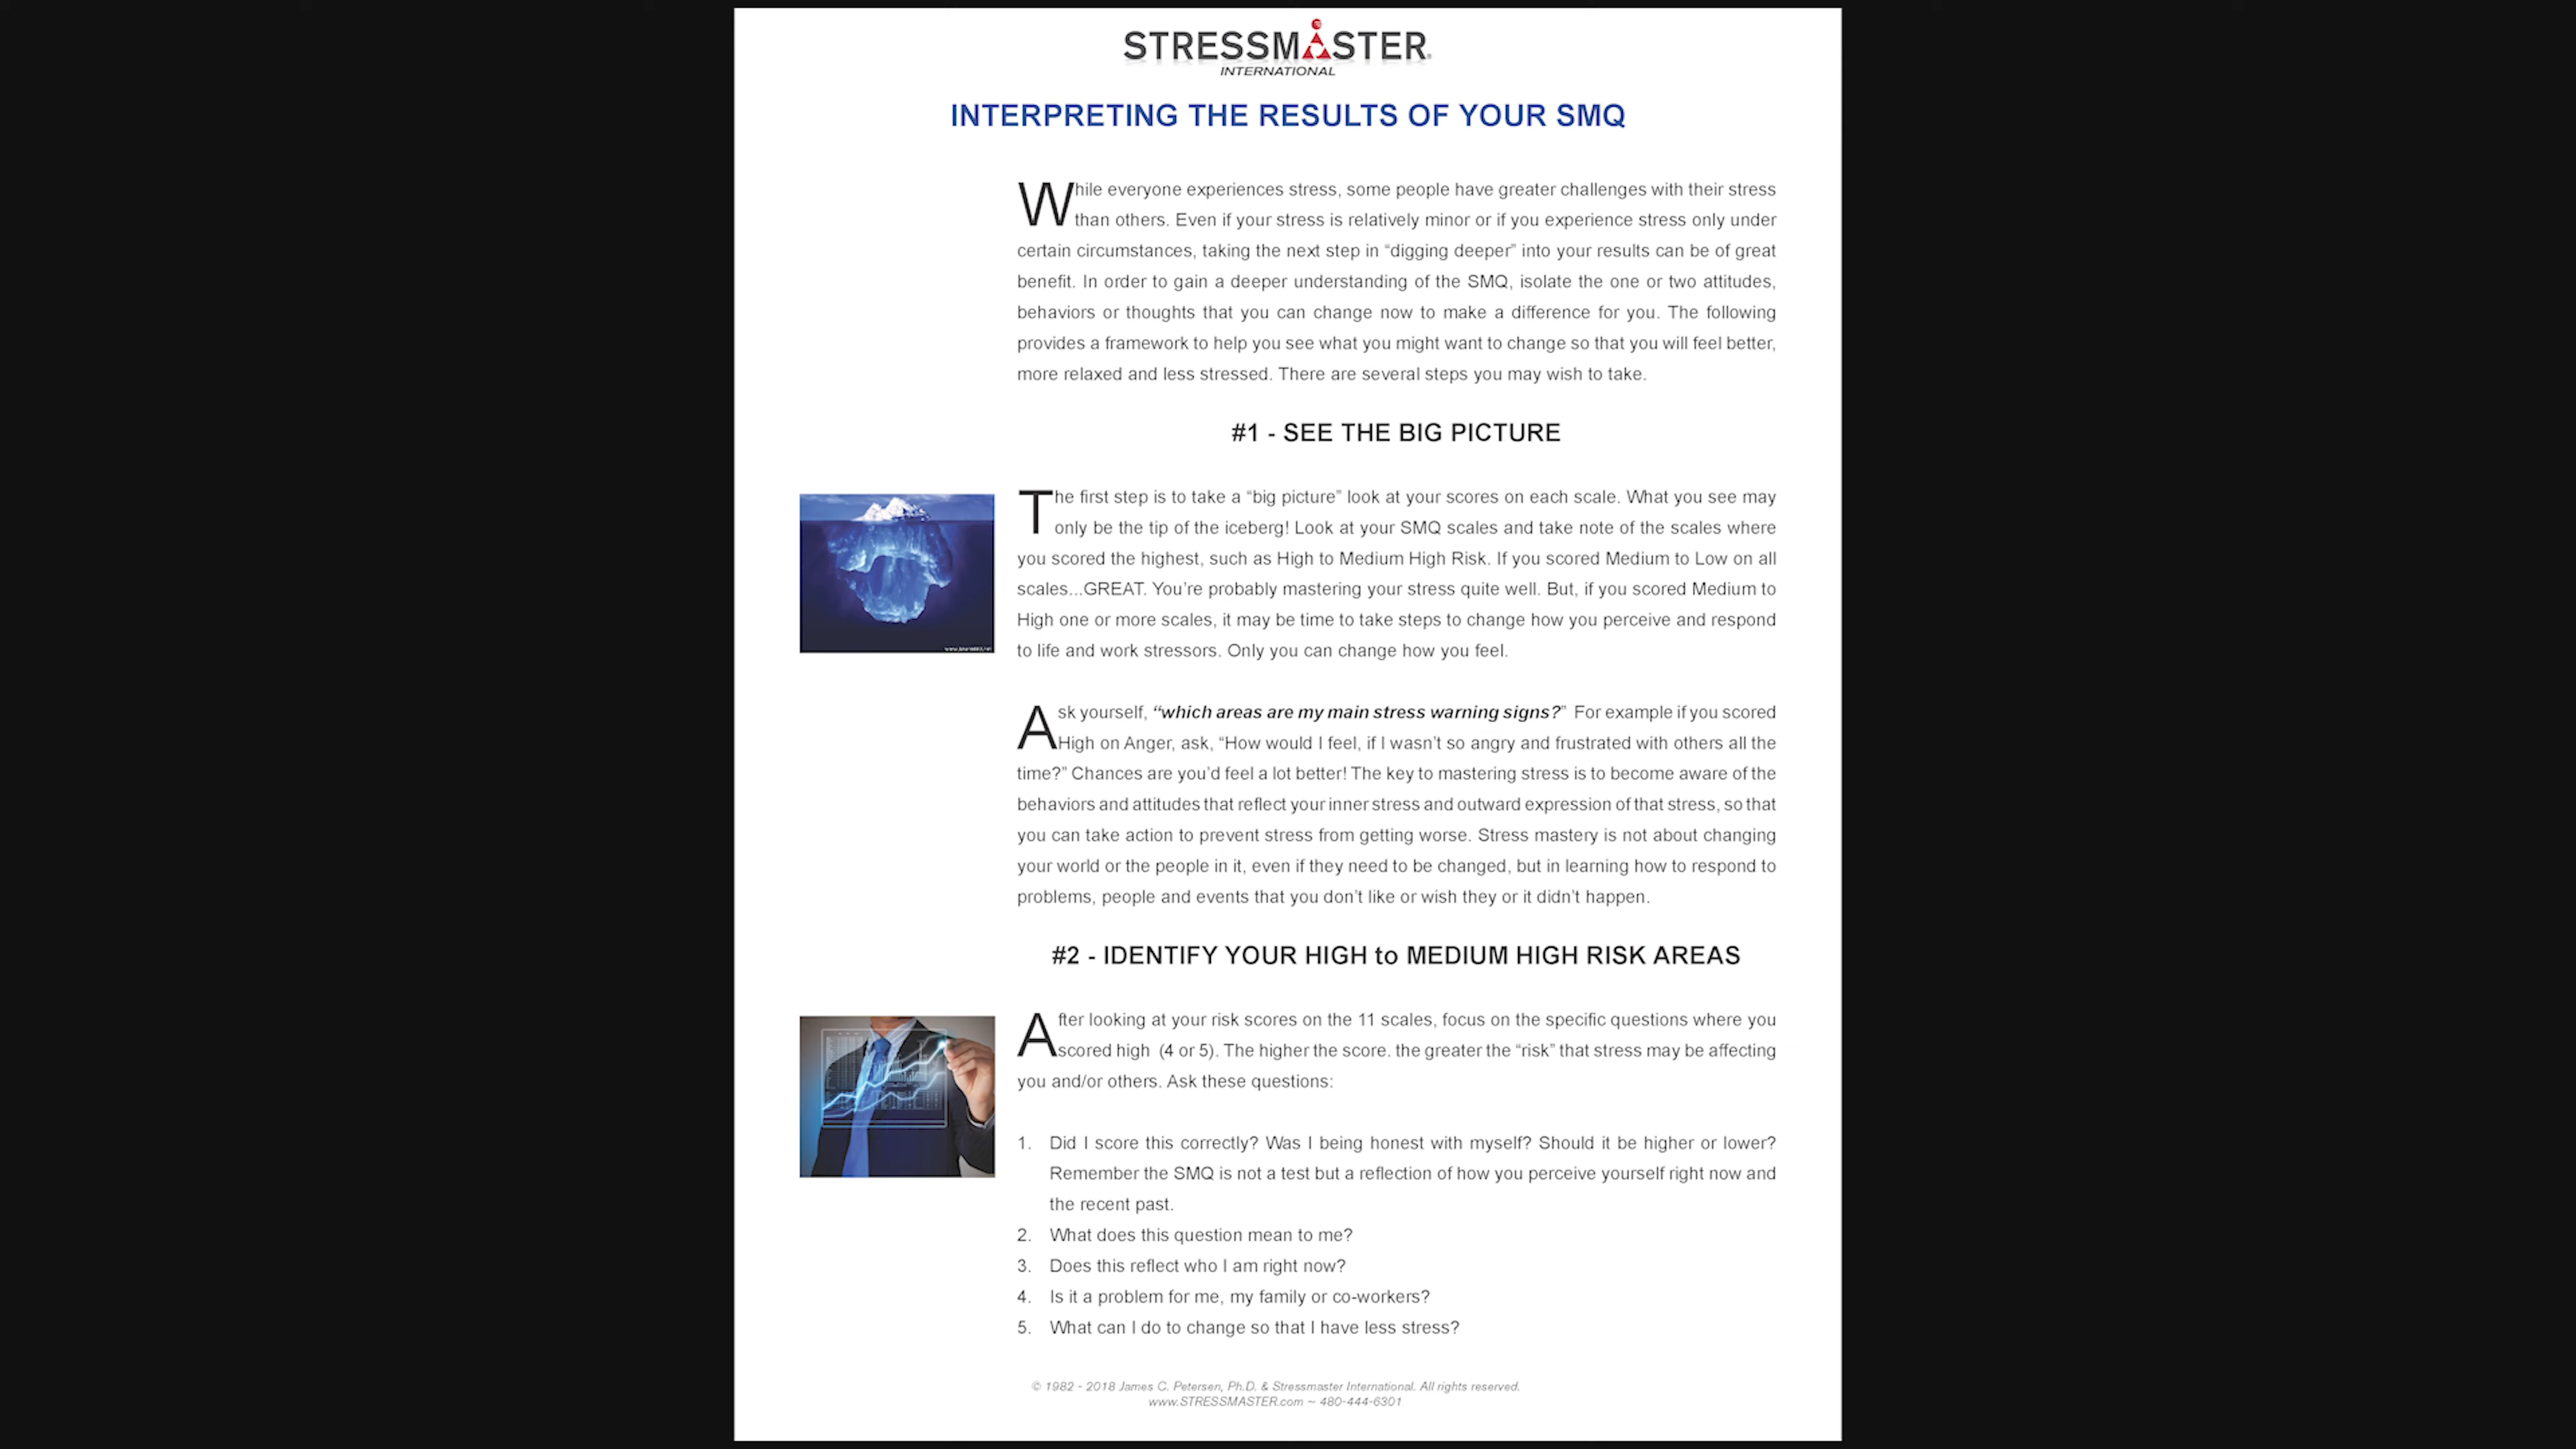 STRESSMASTER
INTERNATIONAL
INTERPRETING THE RESULTS OF YOUR SMQ
While everyone experiences stress, some people have greater challenges with their stress
than others. Even if your stress is relatively minor or if you experience stress only under
certain circumstances, taking the next step in “digging deeper” into your results can be of great
benefit. In order to gain a deeper understanding of the SMQ, isolate the one or two attitudes,
behaviors or thoughts that you can change now to make a difference for you. The following
provides a framework to help you see what you might want to change so that you will feel better,
more relaxed and less stressed. There are several steps you may wish to take.
#1 - SEE THE BIG PICTURE
The first step is to take a “big picture” look at your scores on each scale. What you see may
only be the tip of the iceberg! Look at your SMQ scales and take note of the scales where
you scored the highest, such as High to Medium High Risk. If you scored Medium to Low on all
scales...GREAT. You’re probably mastering your stress quite well. But, if you scored Medium to
High one or more scales, it may be time to take steps to change how you perceive and respond
to life and work stressors. Only you can change how you feel.
Ask yourself, “which areas are my main stress warning signs?” For example if you scored
High on Anger, ask, “How would I feel, if I wasn’t so angry and frustrated with others all the
time?” Chances are you’d feel a lot better! The key to mastering stress is to become aware of the
behaviors and attitudes that reflect your inner stress and outward expression of that stress, so that
you can take action to prevent stress from getting worse. Stress mastery is not about changing
your world or the people in it, even if they need to be changed, but in learning how to respond to
problems, people and events that you don’t like or wish they or it didn’t happen.
#2 - IDENTIFY YOUR HIGH to MEDIUM HIGH RISK AREAS
After looking at your risk scores on the 11 scales, focus on the specific questions where you
scored high (4 or 5). The higher the score. the greater the “risk” that stress may be affecting
you and/or others. Ask these questions:
1. Did I score this correctly? Was I being honest with myself? Should it be higher or lower?
Remember the SMQ is not a test but a reflection of how you perceive yourself right now and
the recent past.
2. What does this question mean to me?
3. Does this reflect who I am right now?
4. Is it a problem for me, my family or co-workers?
5. What can I do to change so that I have less stress?
© 1982 - 2018 James C. Petersen, Ph.D. & Stressmaster International. All rights reserved.
www.STRESSMASTER.com ~ 480-444-6301